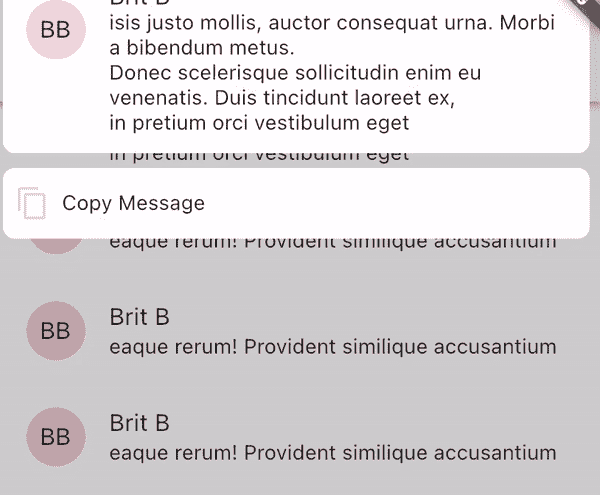 Brit B
BB
isis justo mollis, auctor consequat urna. Morbi
a bibendum metus.
Donec scelerisque sollicitudin enim eu
venenatis. Duis tincidunt laoreet ex,
in pretium orci vestibulum eget
in pretium orci vestibulum eget
Copy Message
eaque rerum! Provident similique accusantium
Brit B
BB
eaque rerum! Provident similique accusantium
Brit B
BB
eaque rerum! Provident similique accusantium